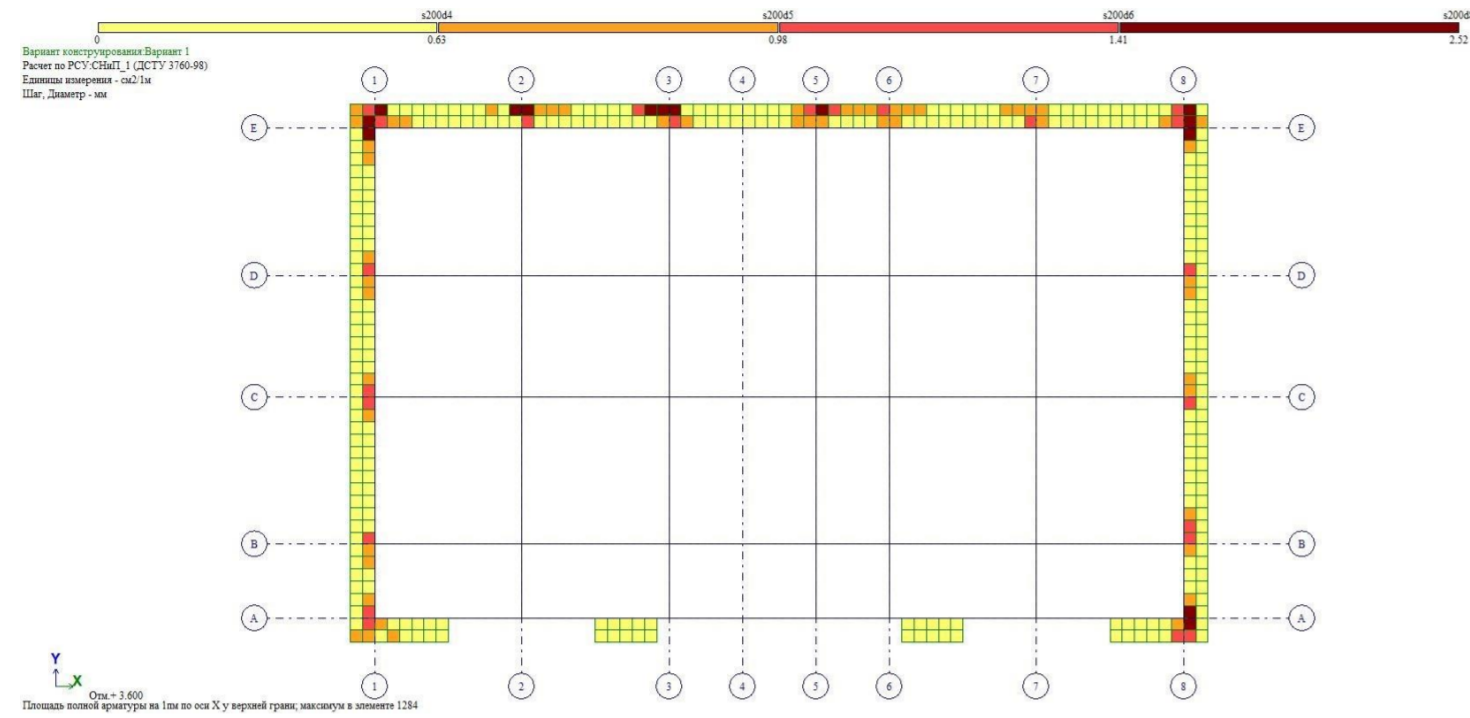 s200d4 s200d5 s200d6 s200d
0 0.63 0.98 1.41 2.52
Вариант конструирования:Вариант 1
Расчет по РСУ:СНиП_1 (ДСТУ 3760-98)
Единицы измерения - см2/1м
Шаг, Диаметр - мм
1 2 3 4 5 6 7 8
E E
D D
C C
B B
A A
Y
X
1 2 3 4 5 6 7 8
Отм.+ 3.600
Площадь полной арматуры на 1пм по оси X у верхней грани; максимум в элементе 1284